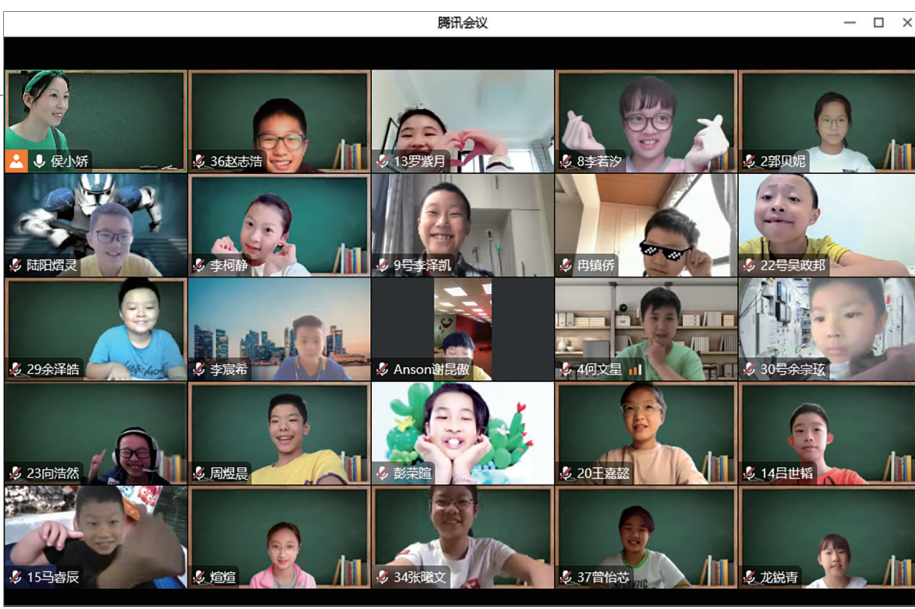 腾讯会议
侯小娇
36赵志浩
13罗紫月
8李若汐
2郭贝妮
陆阳熠灵
李柯静
9号李泽凯
冉镇侨
22号吴政邦
29余泽皓
李宸希
Anson谢昆傲
4何文星
30号余宗玹
23向浩然
周煜晨
彭荣暄
20王嘉懿
14吕世韬
15马睿辰
煊煊
34张曦文
37曾怡芯
龙锐青